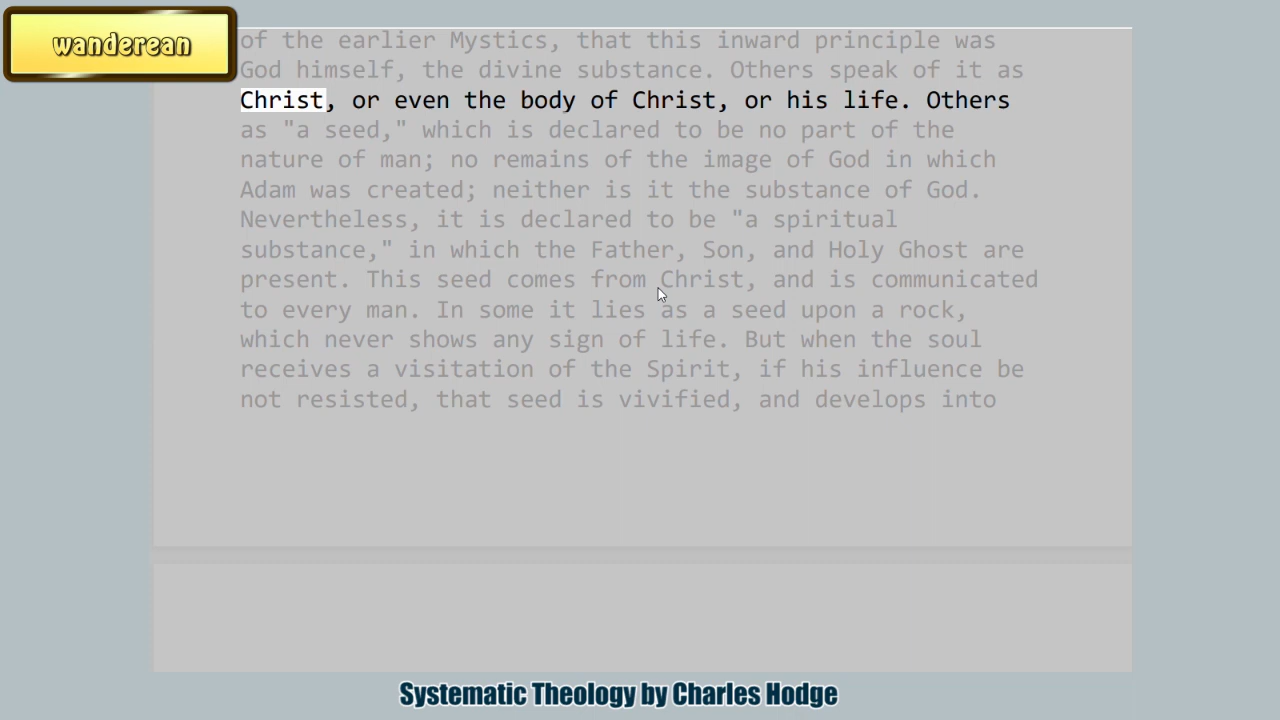 wanderean
of the earlier Mystics, that this inward principle was
God himself, the divine substance. Others speak of it as
Christ, or even the body of Christ, or his life. Others
as "a seed," which is declared to be no part of the
nature of man; no remains of the image of God in which
Adam was created; neither is it the substance of God.
Nevertheless, it is declared to be "a spiritual
substance," in which the Father, Son, and Holy Ghost are
present. This seed comes from Christ, and is communicated
to every man. In some it lies as a seed upon a rock,
which never shows any sign of life. But when the soul
receives a visitation of the Spirit, if his influence be
not resisted, that seed is vivified, and develops into
Systematic Theology by Charles Hodge